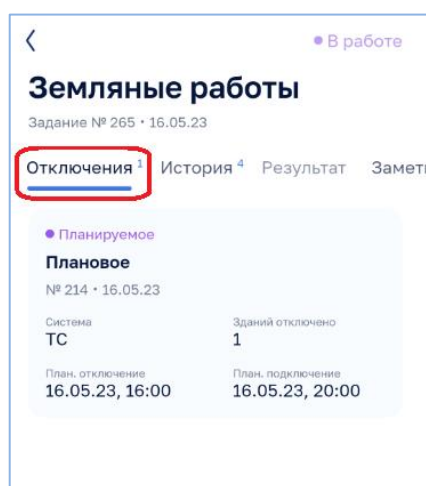 • В работе
Земляные работы
Задание № 265 • 16.05.23
Отключения 1 История 4 Результат Замет
• Планируемое
Плановое
№ 214 • 16.05.23
Система Зданий отключено
ТС 1
План. отключение План. подключение
16.05.23, 16:00 16.05.23, 20:00